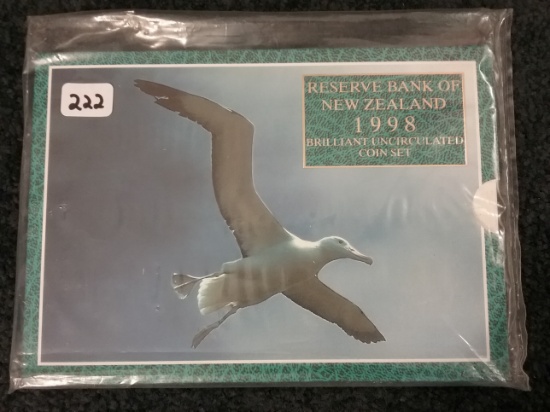 222
RESERVE BANK OF
NEW ZEALAND
1998
BRILLIANT UNCIRCULATED
COIN SET